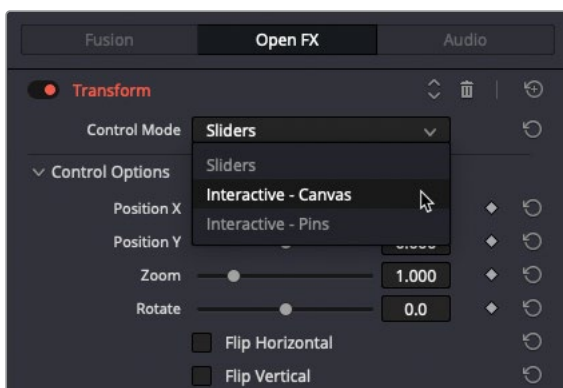 Fusion Open FX Audio
Transform
Control Mode Sliders
Sliders
Control Options
Interactive - Canvas
Position X
Interactive - Pins
Position Y
Zoom 1.000
Rotate 0.0
Flip Horizontal
Flip Vertical